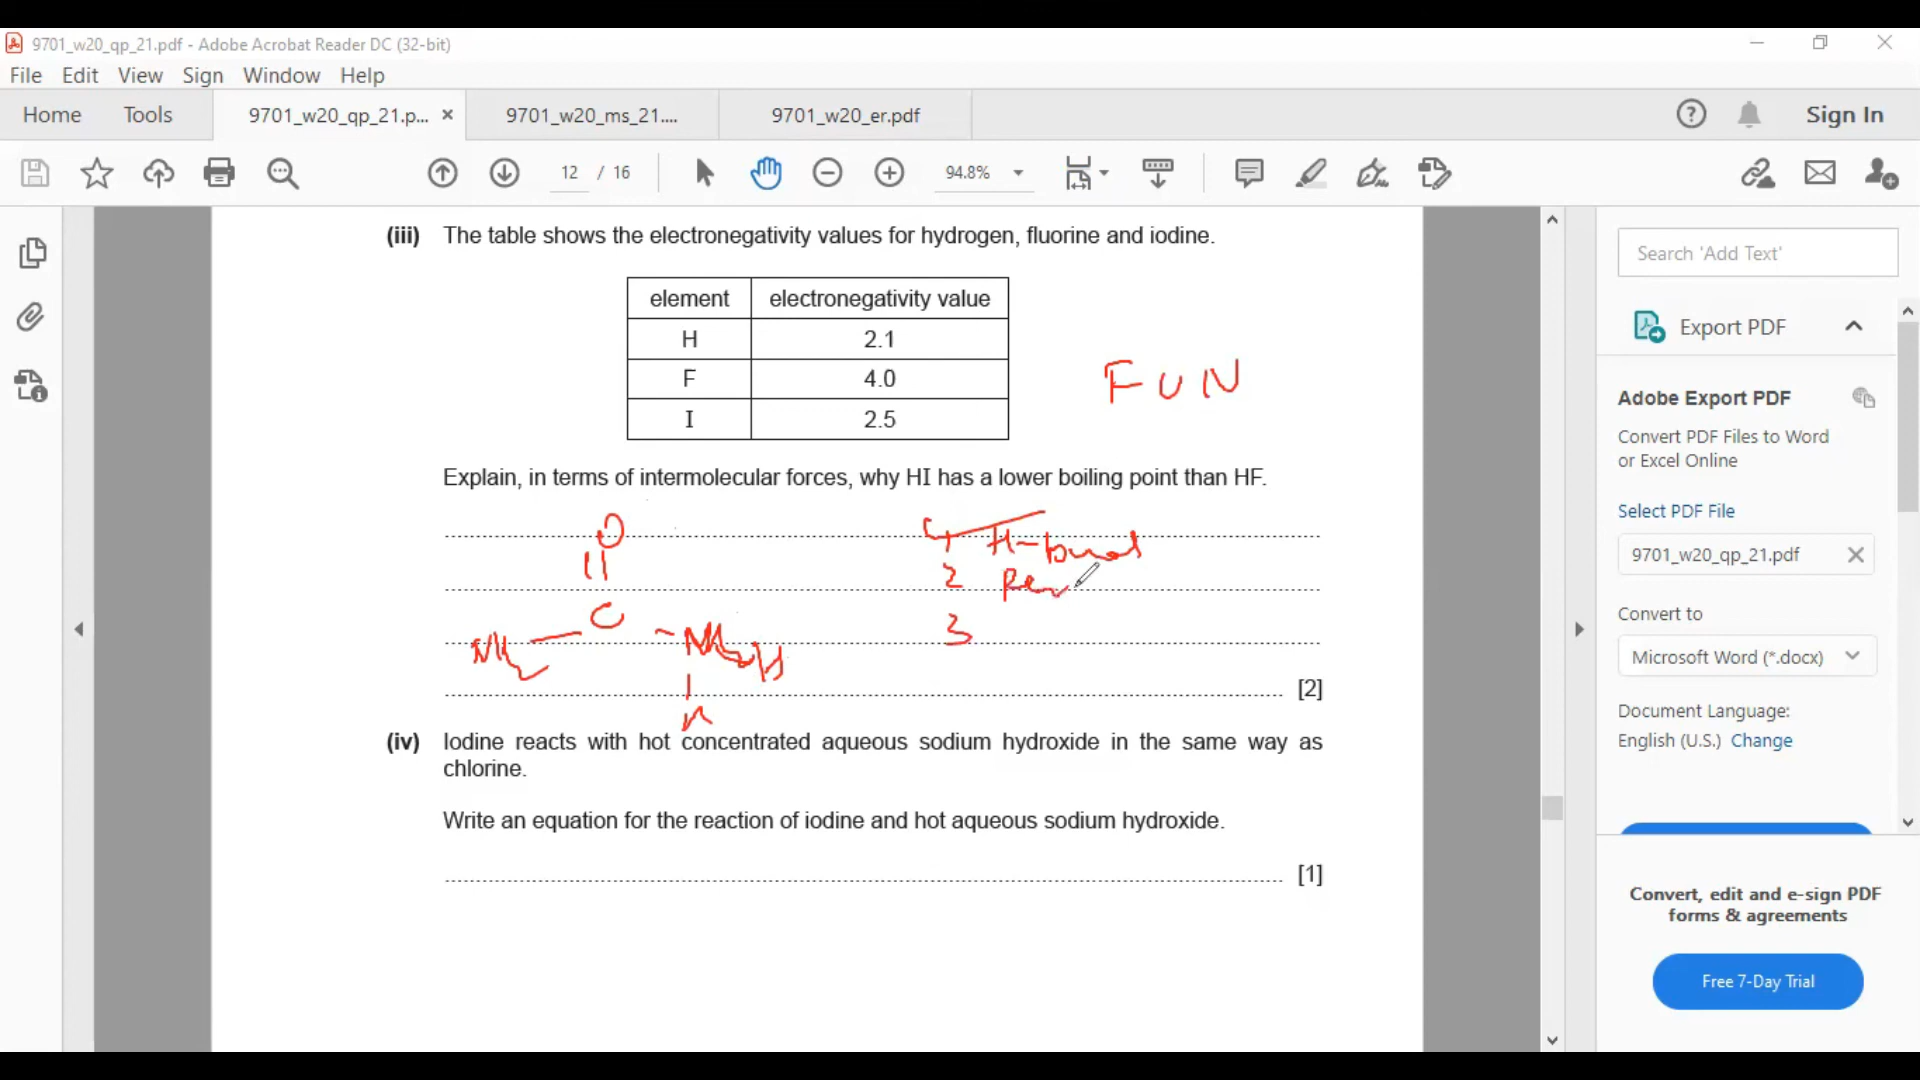 9701_w20_qp_21.pdf - Adobe Acrobat Reader DC (32-bit)
File Edit View Sign Window Help
Home Tools 9701_w20_qp_21.p... × 9701_w20_ms_21.... 9701_w20_er.pdf Sign In
12 / 16 94.8%
(iii) The table shows the electronegativity values for hydrogen, fluorine and iodine.
element electronegativity value
H 2.1
F 4.0
I 2.5
F U N
Explain, in terms of intermolecular forces, why HI has a lower boiling point than HF.
O
C
NH2
NH2 H
H
1 H-bond
2
3
[2]
(iv) Iodine reacts with hot concentrated aqueous sodium hydroxide in the same way as
chlorine.
Write an equation for the reaction of iodine and hot aqueous sodium hydroxide.
[1]
Search 'Add Text'
Export PDF
Adobe Export PDF
Convert PDF Files to Word
or Excel Online
Select PDF File
9701_w20_qp_21.pdf
Convert to
Microsoft Word (*.docx)
Document Language:
English (U.S.) Change
Convert, edit and e-sign PDF
forms & agreements
Free 7-Day Trial